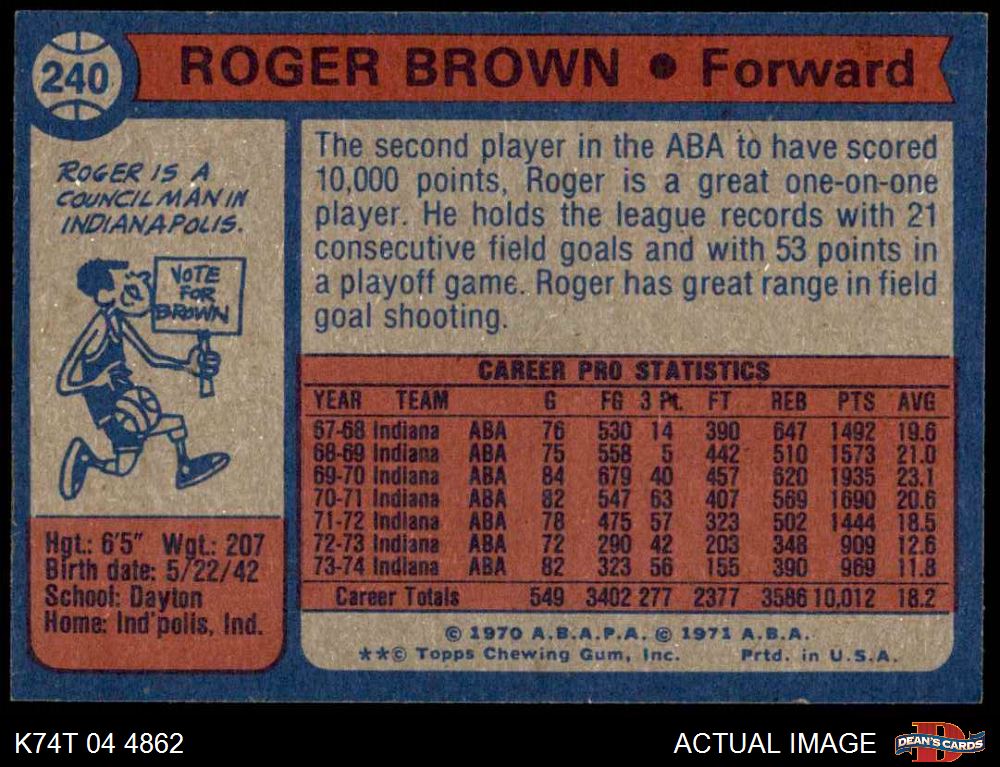 240
ROGER BROWN ● Forward
ROGER IS A
COUNCILMAN IN
INDIANAPOLIS.
VOTE
FOR
BROWN
Hgt.: 6'5" Wgt.: 207
Birth date: 5/22/42
School: Dayton
Home: Ind'polis, Ind.
The second player in the ABA to have scored
10,000 points, Roger is a great one-on-one
player. He holds the league records with 21
consecutive field goals and with 53 points in
a playoff game. Roger has great range in field
goal shooting.
CAREER PRO STATISTICS
YEAR TEAM G FG 3 Pt. FT REB PTS AVG
67-68 Indiana ABA 76 530 14 390 647 1492 19.6
68-69 Indiana ABA 75 558 5 442 510 1573 21.0
69-70 Indiana ABA 84 679 40 457 620 1935 23.1
70-71 Indiana ABA 82 547 63 407 569 1690 20.6
71-72 Indiana ABA 78 475 57 323 502 1444 18.5
72-73 Indiana ABA 72 290 42 203 348 909 12.6
73-74 Indiana ABA 82 323 56 155 390 969 11.8
Career Totals 549 3402 277 2377 3586 10,012 18.2
© 1970 A.B.A.P.A. © 1971 A.B.A.
**© Topps Chewing Gum, Inc. Prtd. in U.S.A.
K74T 04 4862
ACTUAL IMAGE
D
DEAN'S CARDS